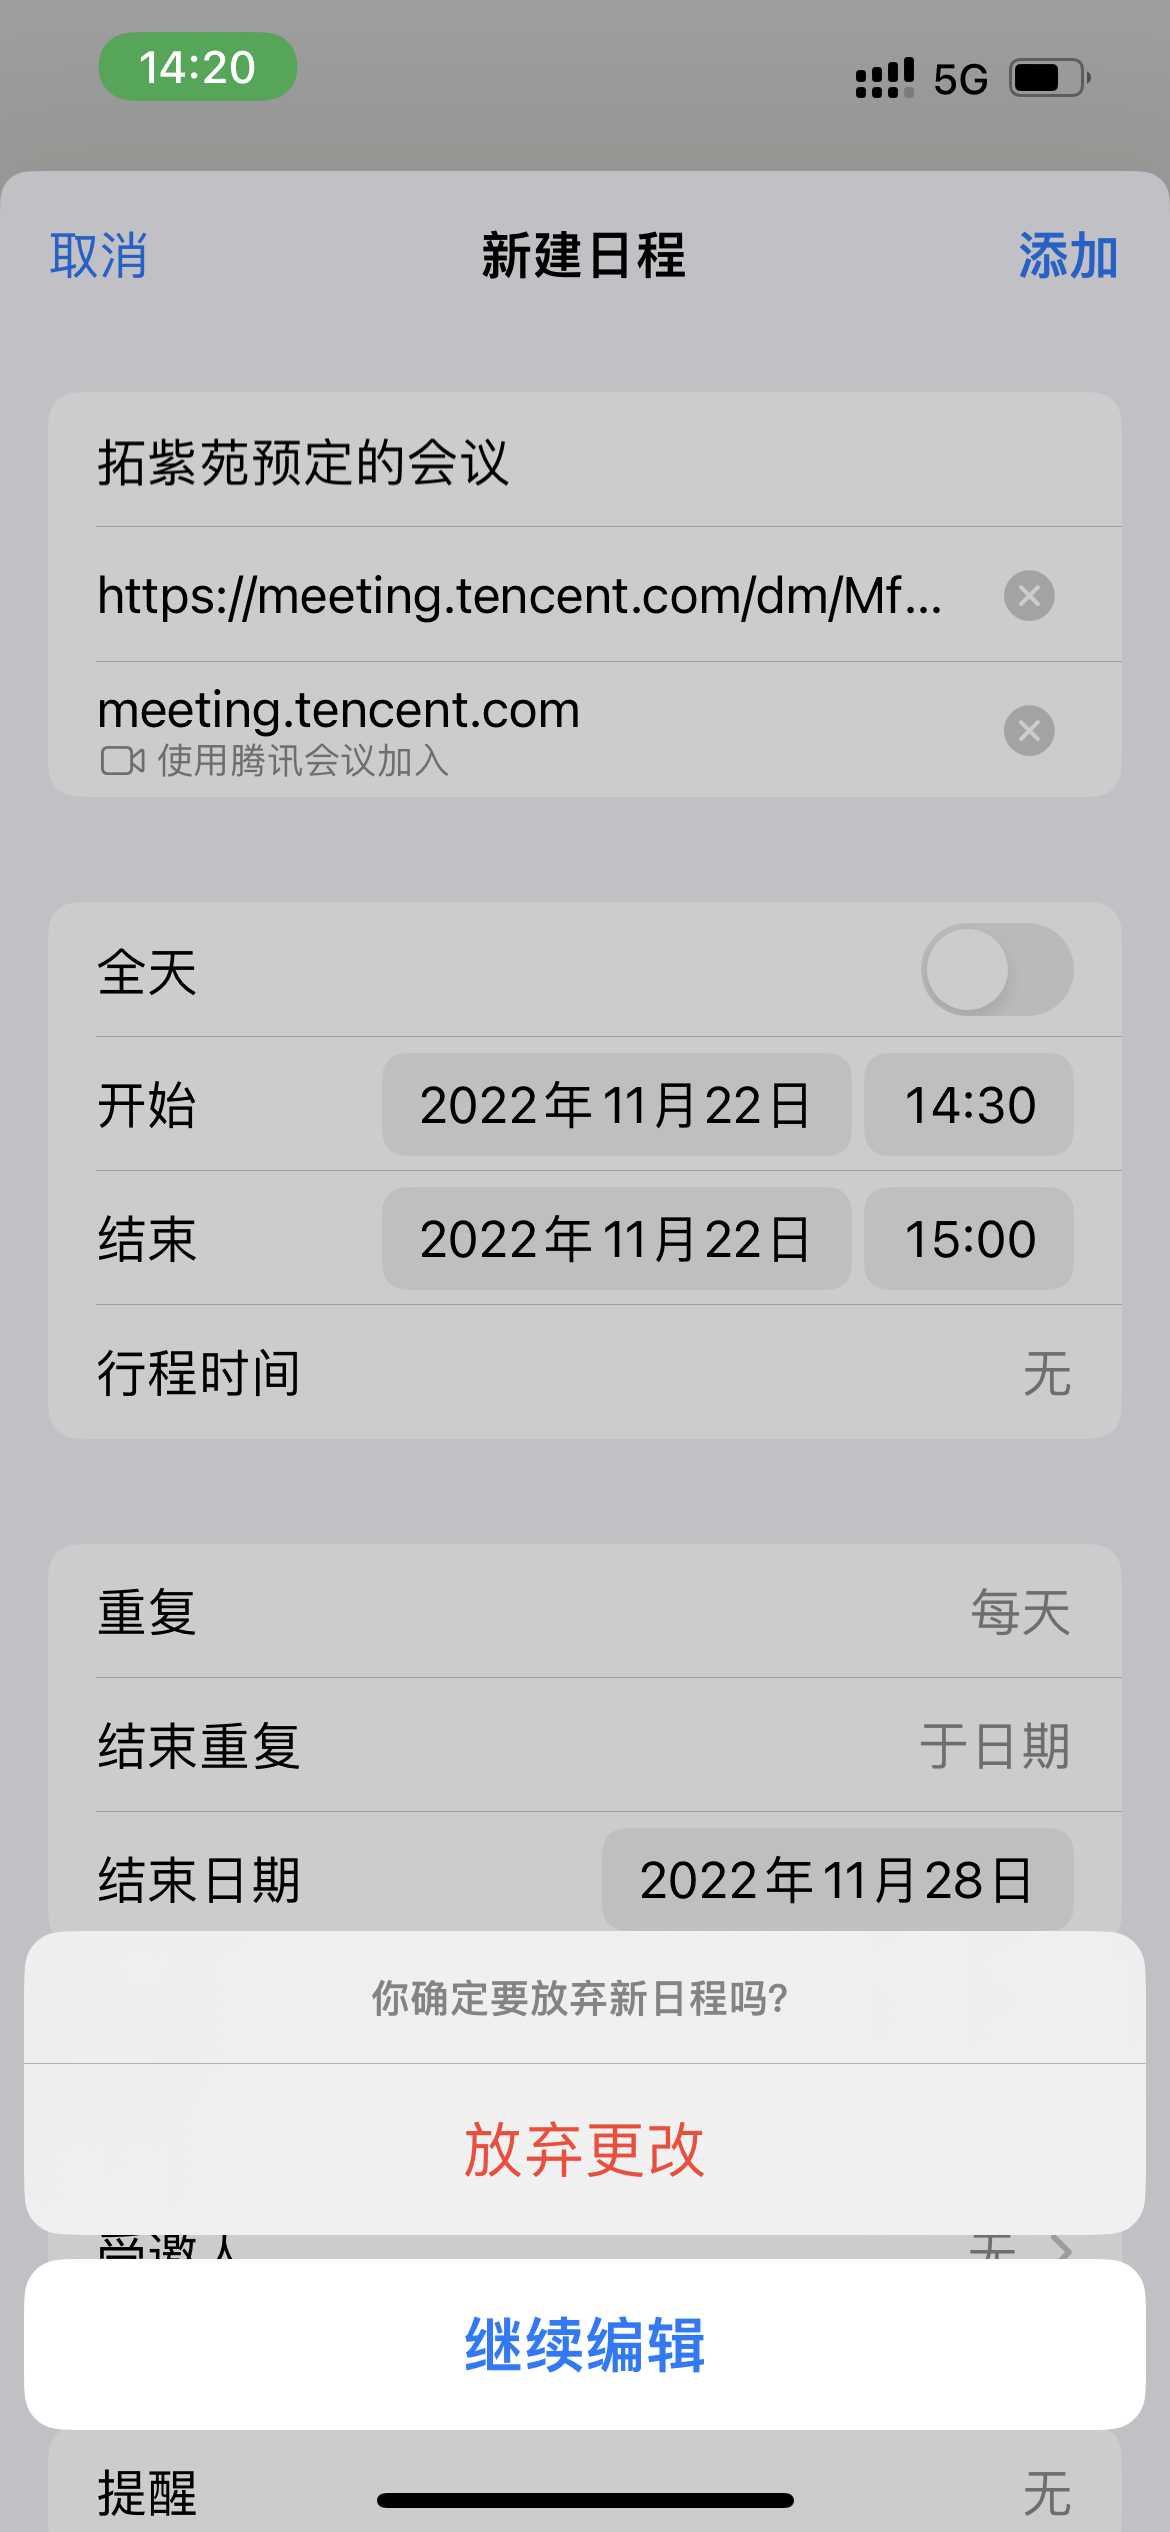 14:20
5G
取消
新建日程
添加
拓紫苑预定的会议
https://meeting.tencent.com/dm/Mf...
meeting.tencent.com
使用腾讯会议加入
全天
开始
2022年11月22日
14:30
结束
2022年11月22日
15:00
行程时间
无
重复
每天
结束重复
于日期
结束日期
2022年11月28日
你确定要放弃新日程吗?
放弃更改
受邀人
无
继续编辑
提醒
无